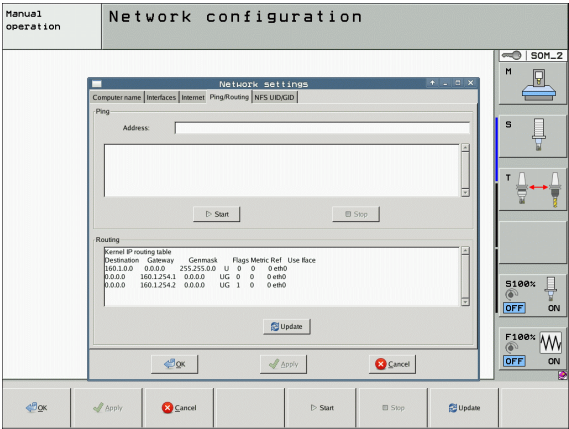 Manual operation
Network configuration
SOM_2
Network settings
Computer name Interfaces Internet Ping/Routing NFS UID/GID
Ping
Address:
Start Stop
Routing
Kernel IP routing table
Destination Gateway Genmask Flags Metric Ref Use Iface
160.1.0.0 0.0.0.0 255.255.0.0 U 0 0 0 eth0
0.0.0.0 160.1.254.1 0.0.0.0 UG 0 0 0 eth0
0.0.0.0 160.1.254.2 0.0.0.0 UG 1 0 0 eth0
Update
OK Apply Cancel
M
S
T
S100%
OFF ON
F100%
OFF ON
OK Apply Cancel Start Stop Update